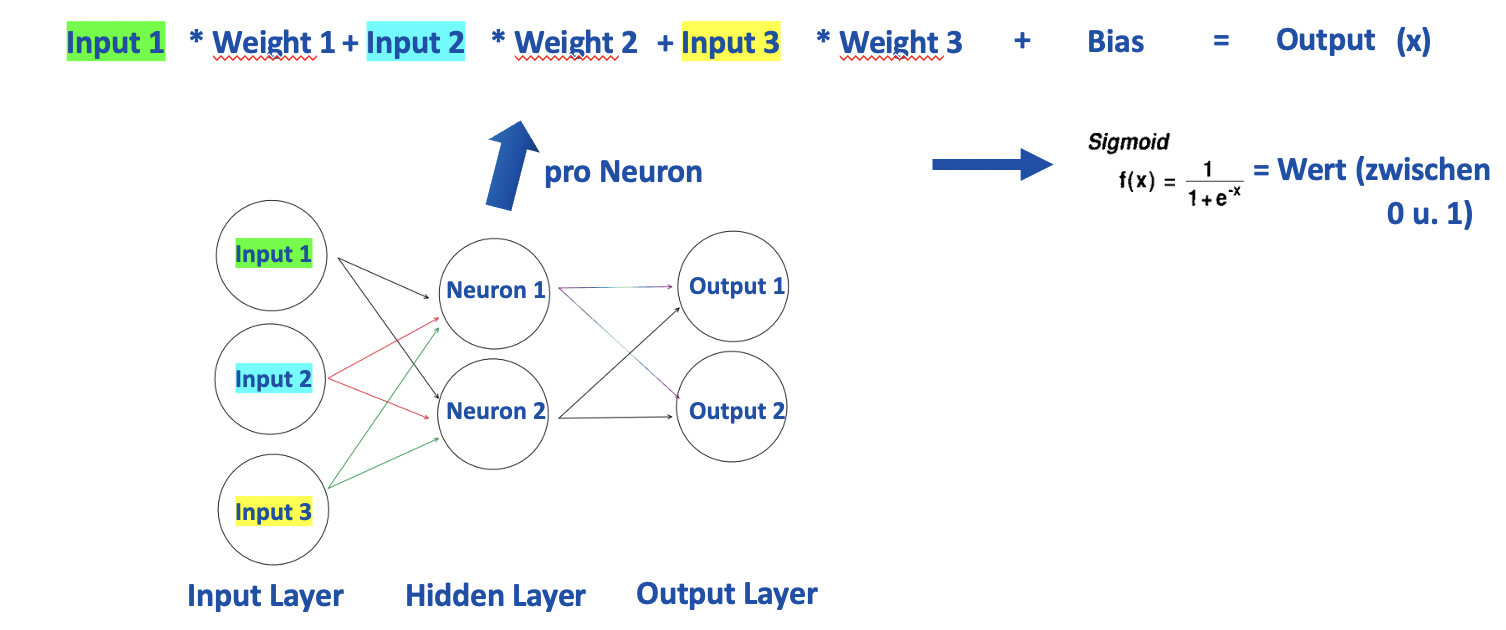 Input 1 * Weight 1 + Input 2 * Weight 2 + Input 3 * Weight 3 + Bias = Output (x)
pro Neuron
Sigmoid
f(x) = 1 / 1+e^-x = Wert (zwischen
0 u. 1)
Input 1
Neuron 1
Output 1
Input 2
Neuron 2
Output 2
Input 3
Input Layer
Hidden Layer
Output Layer